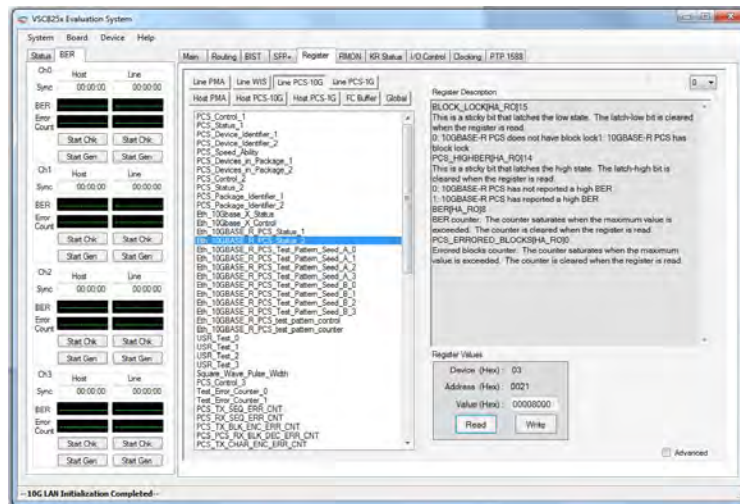 VSC825x Evaluation System
System Board Device Help
Status BER
Main Routing BIST SFP+ Register RMON KR Status I/O Control Clocking PTP 1588
Ch0
Host Line
Sync 00:00:00 00:00:00
BER
Error
Count
Start Chk Start Chk
Start Gen Start Gen
Ch1
Host Line
Sync 00:00:00 00:00:00
BER
Error
Count
Start Chk Start Chk
Start Gen Start Gen
Ch2
Host Line
Sync 00:00:00 00:00:00
BER
Error
Count
Start Chk Start Chk
Start Gen Start Gen
Ch3
Host Line
Sync 00:00:00 00:00:00
BER
Error
Count
Start Chk Start Chk
Start Gen Start Gen
Line PMA Line WIS Line PCS-10G Line PCS-1G
Host PMA Host PCS-10G Host PCS-1G FC Buffer Global
PCS_Control_1
PCS_Status_1
PCS_Device_Identifier_1
PCS_Device_Identifier_2
PCS_Speed_Ability
PCS_Devices_in_Package_1
PCS_Devices_in_Package_2
PCS_Control_2
PCS_Status_2
PCS_Package_Identifier_1
PCS_Package_Identifier_2
Eth_10Gbase_X_Status
Eth_10Gbase_X_Control
Eth_10GBASE_R_PCS_Status_1
Eth_10GBASE_R_PCS_Status_2
Eth_10GBASE_R_PCS_Test_Pattern_Seed_A_0
Eth_10GBASE_R_PCS_Test_Pattern_Seed_A_1
Eth_10GBASE_R_PCS_Test_Pattern_Seed_A_2
Eth_10GBASE_R_PCS_Test_Pattern_Seed_A_3
Eth_10GBASE_R_PCS_Test_Pattern_Seed_B_0
Eth_10GBASE_R_PCS_Test_Pattern_Seed_B_1
Eth_10GBASE_R_PCS_Test_Pattern_Seed_B_2
Eth_10GBASE_R_PCS_Test_Pattern_Seed_B_3
Eth_10GBASE_R_PCS_test_pattern_control
Eth_10GBASE_R_PCS_test_pattern_counter
USR_Test_0
USR_Test_1
USR_Test_2
USR_Test_3
Square_Wave_Pulse_Width
PCS_Control_3
Test_Error_Counter_0
Test_Error_Counter_1
PCS_TX_SEQ_ERR_CNT
PCS_RX_SEQ_ERR_CNT
PCS_TX_BLK_ENC_ERR_CNT
PCS_PCS_RX_BLK_DEC_ERR_CNT
PCS_TX_CHAR_ENC_ERR_CNT
0
Register Description
BLOCK_LOCK[HA_RO]15
This is a sticky bit that latches the low state. The latch-low bit is cleared
when the register is read.
0: 10GBASE-R PCS does not have block lock1: 10GBASE-R PCS has
block lock
PCS_HIGHBER[HA_RO]14
This is a sticky bit that latches the high state. The latch-high bit is
cleared when the register is read.
0: 10GBASE-R PCS has not reported a high BER
1: 10GBASE-R PCS has reported a high BER
BER[HA_RO]8
BER counter. The counter saturates when the maximum value is
exceeded. The counter is cleared when the register is read.
PCS_ERRORED_BLOCKS[HA_RO]0
Errored blocks counter. The counter saturates when the maximum
value is exceeded. The counter is cleared when the register is read.
Register Values
Device (Hex) : 03
Address (Hex) : 0021
Value (Hex) : 00008000
Read Write
Advanced
--10G LAN Initialization Completed--